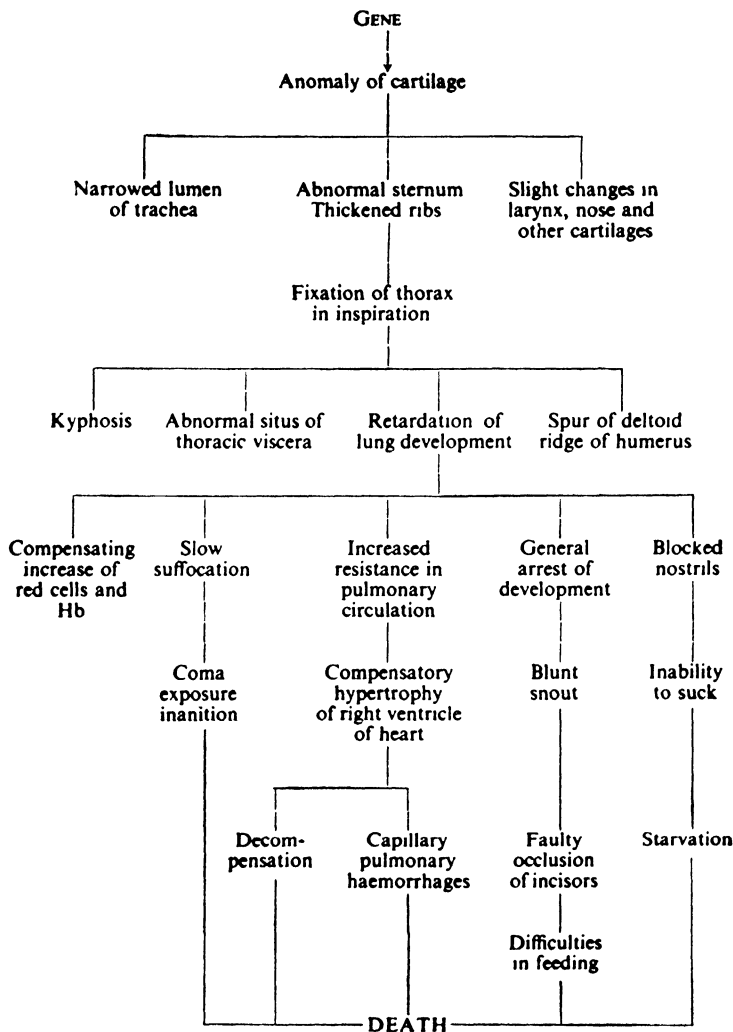 GENE
Anomaly of cartilage
Narrowed lumen
of trachea
Abnormal sternum
Thickened ribs
Slight changes in
larynx, nose and
other cartilages
Fixation of thorax
in inspiration
Kyphosis
Abnormal situs of
thoracic viscera
Retardation of
lung development
Spur of deltoid
ridge of humerus
Compensating
increase of
red cells and
Hb
Slow
suffocation
Increased
resistance in
pulmonary
circulation
General
arrest of
development
Blocked
nostrils
Coma
exposure
inanition
Compensatory
hypertrophy
of right ventricle
of heart
Blunt
snout
Inability
to suck
Decom-
pensation
Capillary
pulmonary
haemorrhages
Faulty
occlusion
of incisors
Starvation
Difficulties
in feeding
DEATH